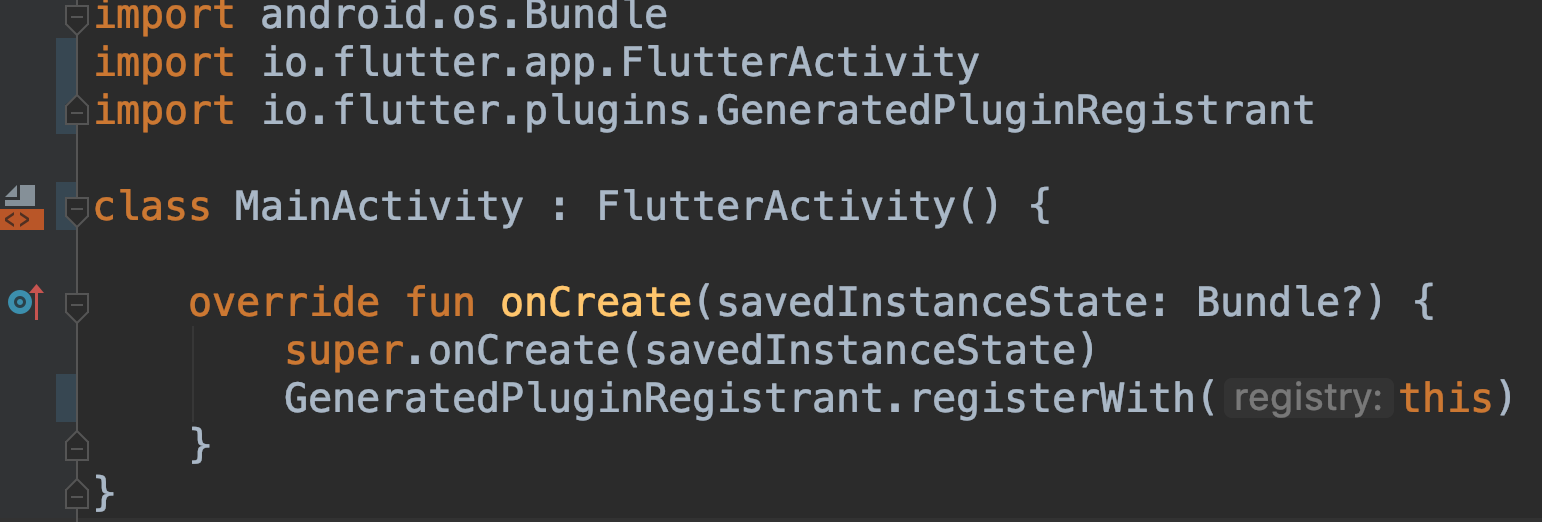 import android.os.Bundle
import io.flutter.app.FlutterActivity
import io.flutter.plugins.GeneratedPluginRegistrant
class MainActivity : FlutterActivity() {
override fun onCreate(savedInstanceState: Bundle?) {
super.onCreate(savedInstanceState)
GeneratedPluginRegistrant.registerWith( registry: this)
}
}